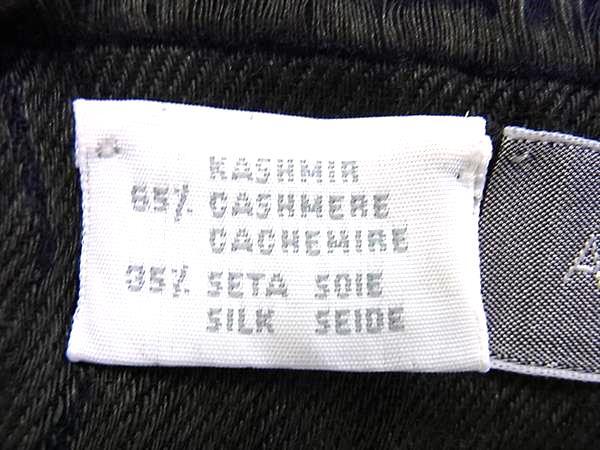 KASHMIR
65% CASHMERE
CACHEMIRE
35% SETA SOIE
SILK SEIDE